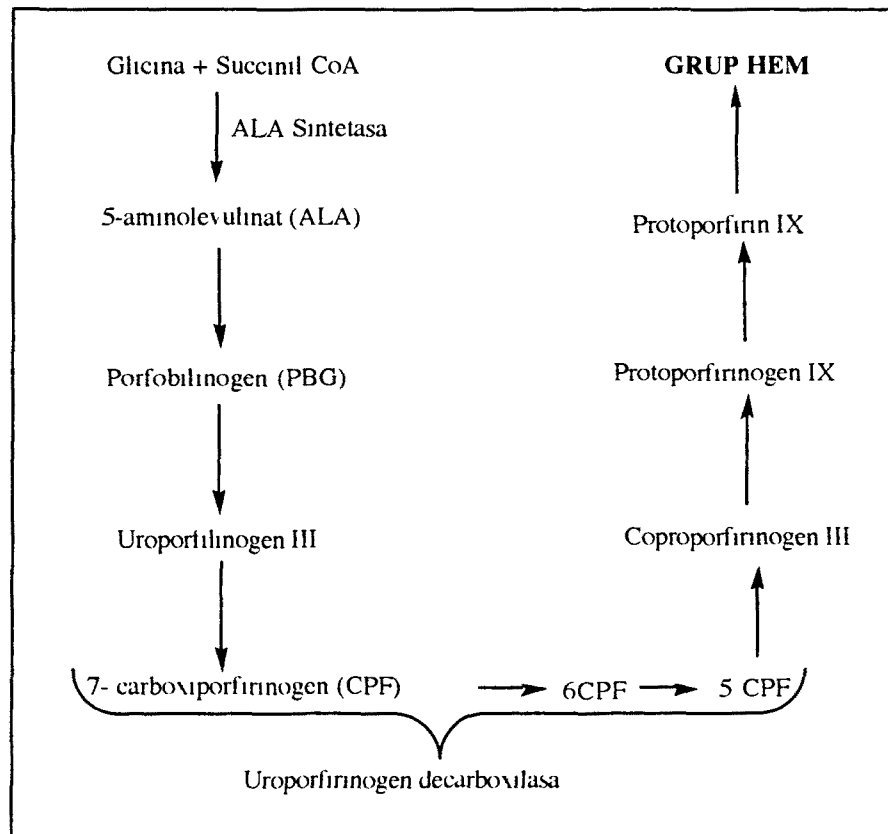 Glicina + Succinil CoA
ALA Sintetasa
5-aminolevulinat (ALA)
Porfobilinogen (PBG)
Uroporfilinogen III
7- carboxiporfirinogen (CPF)
6CPF
5 CPF
Uroporfirinogen decarboxilasa
Coproporfirinogen III
Protoporfirinogen IX
Protoporfirin IX
GRUP HEM